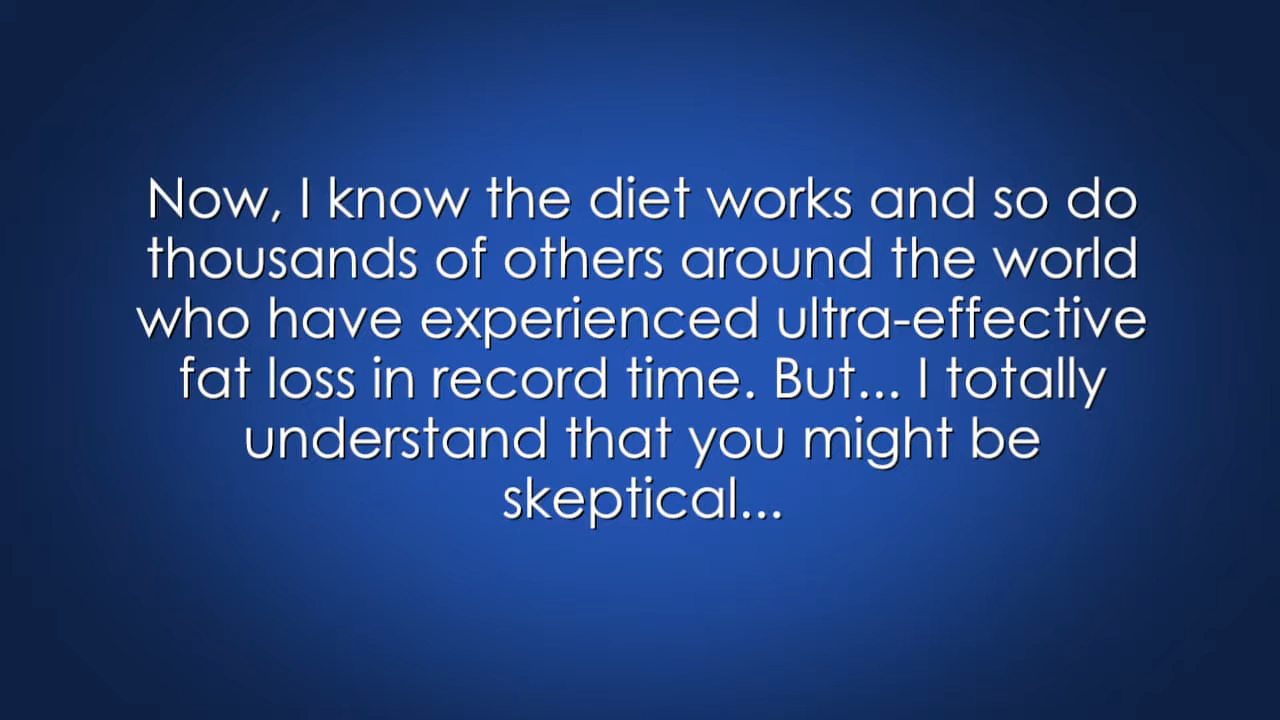 Now, I know the diet works and so do
thousands of others around the world
who have experienced ultra-effective
fat loss in record time. But... I totally
understand that you might be
skeptical...